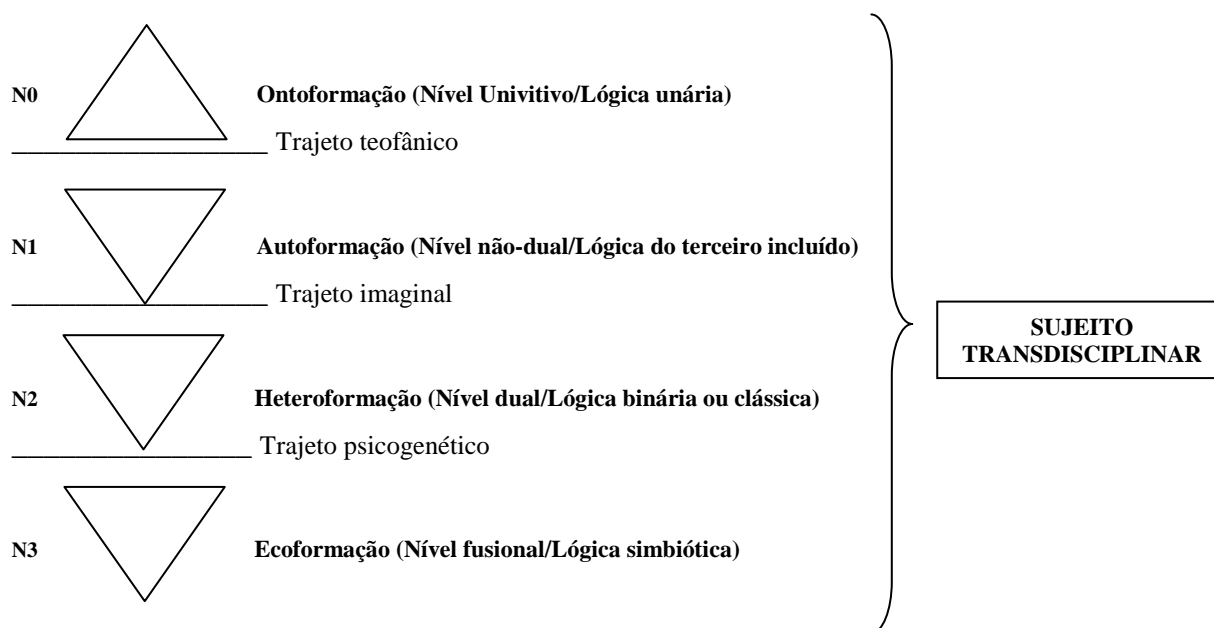 N0 Ontoformação (Nível Univitivo/Lógica unária)
Trajeto teofânico
N1 Autoformação (Nível não-dual/Lógica do terceiro incluído)
Trajeto imaginal
N2 Heteroformação (Nível dual/Lógica binária ou clássica)
Trajeto psicogenético
N3 Ecoformação (Nível fusional/Lógica simbiótica)
SUJEITO
TRANSDISCIPLINAR